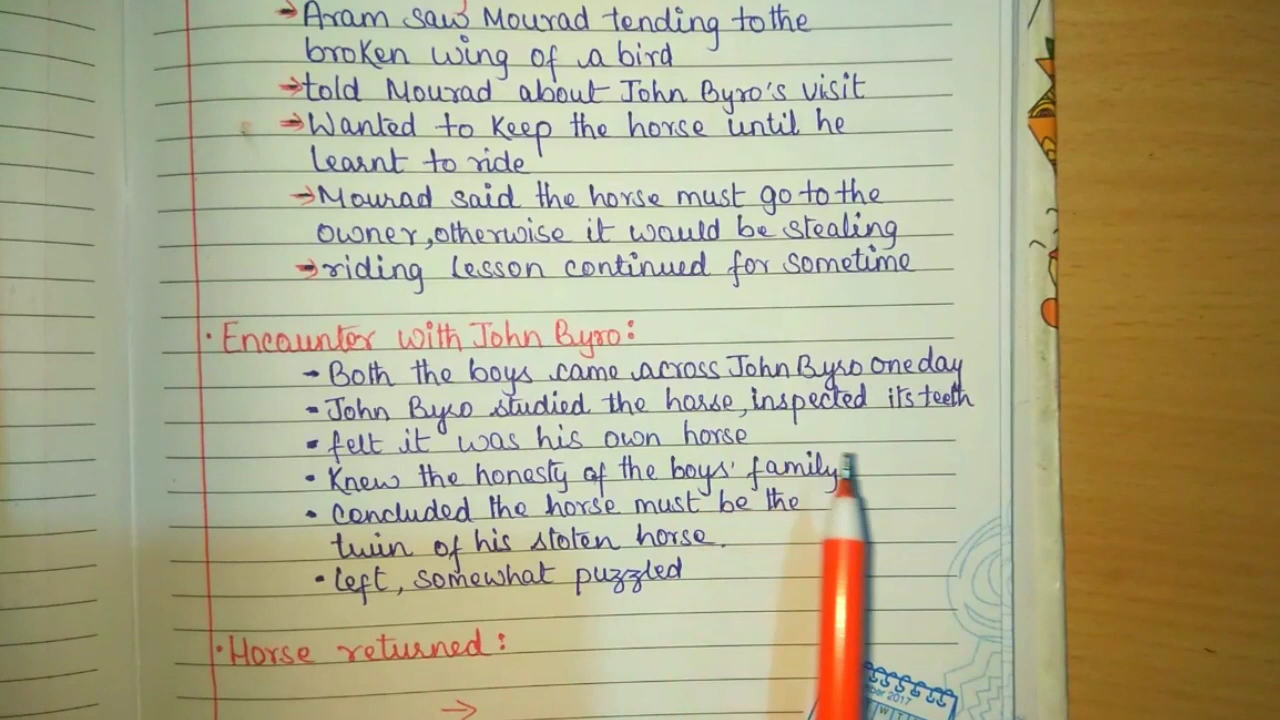 →Aram saw Mourad tending to the
broken wing of a bird
→told Mourad about John Byro's visit
→Wanted to keep the horse until he
learnt to ride
→Mourad said the horse must go to the
owner, otherwise it would be stealing
→riding lesson continued for sometime
• Encounter with John Byro:
- Both the boys came across John Byro one day
- John Byro studied the horse, inspected its teeth
- felt it was his own horse
• Knew the honesty of the boys' family
• concluded the horse must be the
twin of his stolen horse.
• left, somewhat puzzled
• Horse returned:
→
2017
W